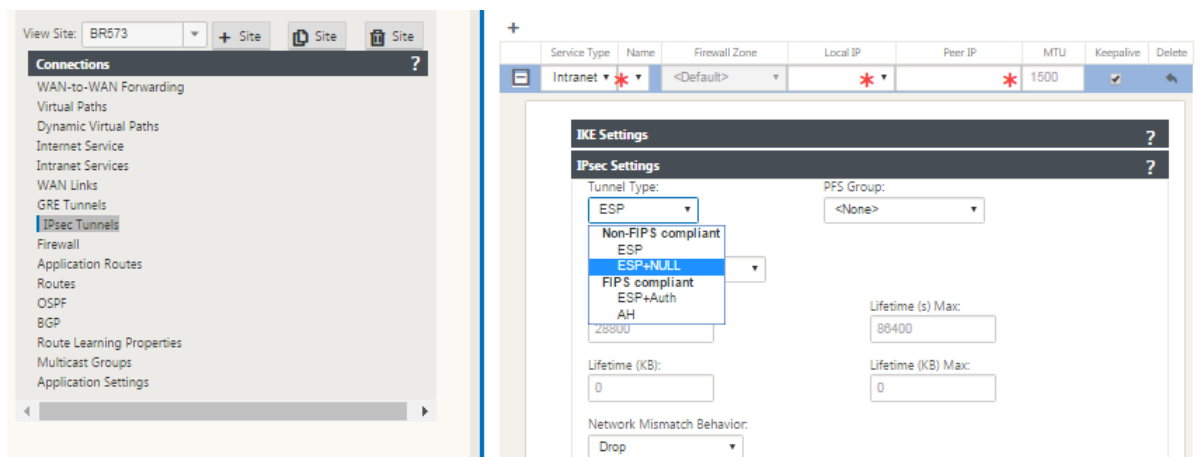 View Site: BR573 + Site Site Site
Connections ?
WAN-to-WAN Forwarding
Virtual Paths
Dynamic Virtual Paths
Internet Service
Intranet Services
WAN Links
GRE Tunnels
IPsec Tunnels
Firewall
Application Routes
Routes
OSPF
BGP
Route Learning Properties
Multicast Groups
Application Settings
+
Service Type Name Firewall Zone Local IP Peer IP MTU Keepalive Delete
Intranet * <Default> * * 1500
IKE Settings ?
IPsec Settings ?
Tunnel Type: PFS Group:
ESP <None>
Non-FIPS compliant
ESP
ESP+NULL
FIPS compliant
ESP+Auth
AH
Lifetime (s) Max:
28800 86400
Lifetime (KB): Lifetime (KB) Max:
0 0
Network Mismatch Behavior:
Drop